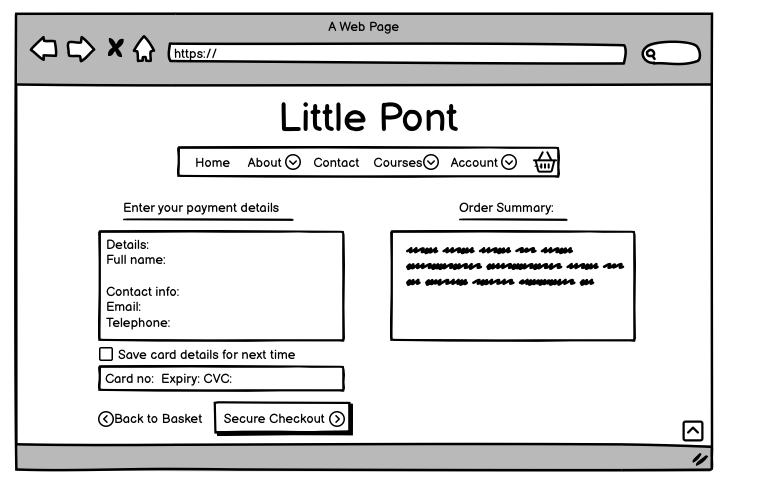 A Web Page
https://
Little Pont
Home About Contact Courses Account
Enter your payment details
Details:
Full name:
Contact info:
Email:
Telephone:
Save card details for next time
Card no: Expiry: CVC:
Back to Basket Secure Checkout
Order Summary: